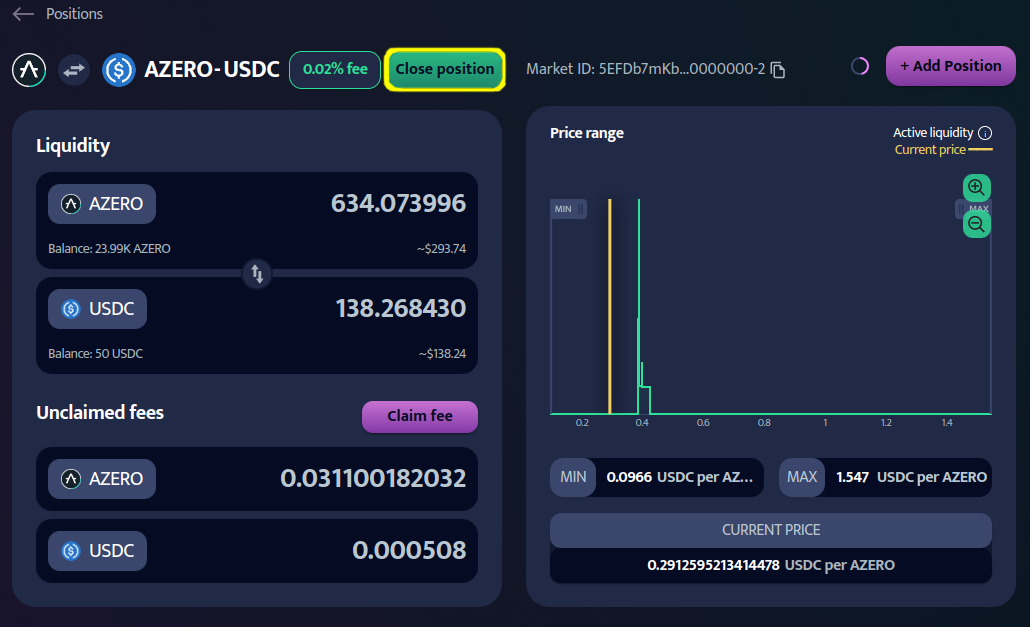 Positions
AZERO-USDC 0.02% fee Close position Market ID: 5EFDb7mKb...0000000-2 + Add Position
Liquidity
AZERO 634.073996
Balance: 23.99K AZERO ~$293.74
USDC 138.268430
Balance: 50 USDC ~$138.24
Unclaimed fees Claim fee
AZERO 0.031100182032
USDC 0.000508
Price range
Active liquidity
Current price
MIN MAX
0.2 0.4 0.6 0.8 1 1.2 1.4
MIN 0.0966 USDC per AZ... MAX 1.547 USDC per AZERO
CURRENT PRICE
0.2912595213414478 USDC per AZERO